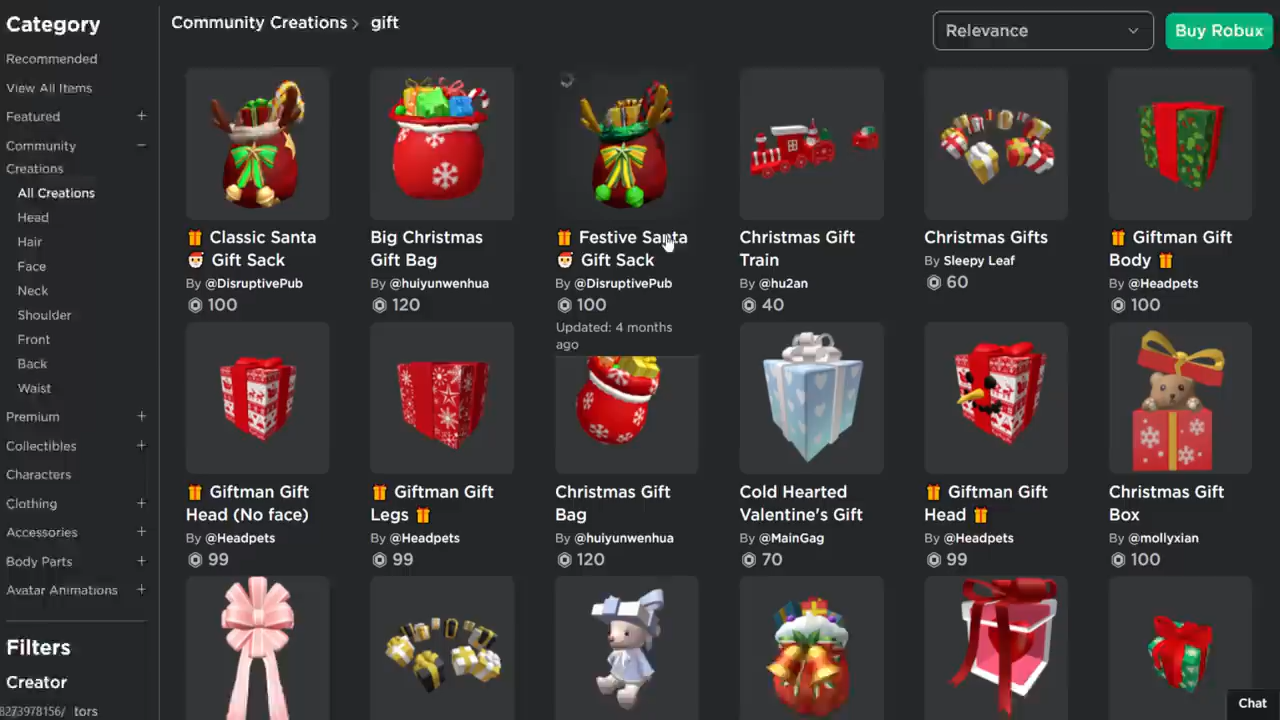 Category
Recommended
View All Items
Featured +
Community −
Creations
All Creations
Head
Hair
Face
Neck
Shoulder
Front
Back
Waist
Premium +
Collectibles +
Characters
Clothing +
Accessories +
Body Parts +
Avatar Animations +
Filters
Creator
8273978156/ tors
Community Creations > gift
Relevance
Buy Robux
🎁 Classic Santa
🎅 Gift Sack
By @DisruptivePub
100
Big Christmas
Gift Bag
By @huiyunwenhua
120
🎁 Festive Santa
🎅 Gift Sack
By @DisruptivePub
100
Updated: 4 months
ago
Christmas Gift
Train
By @hu2an
40
Christmas Gifts
By Sleepy Leaf
60
🎁 Giftman Gift
Body 🎁
By @Headpets
100
🎁 Giftman Gift
Head (No face)
By @Headpets
99
🎁 Giftman Gift
Legs 🎁
By @Headpets
99
Christmas Gift
Bag
By @huiyunwenhua
120
Cold Hearted
Valentine's Gift
By @MainGag
70
🎁 Giftman Gift
Head 🎁
By @Headpets
99
Christmas Gift
Box
By @mollyxian
100
Chat